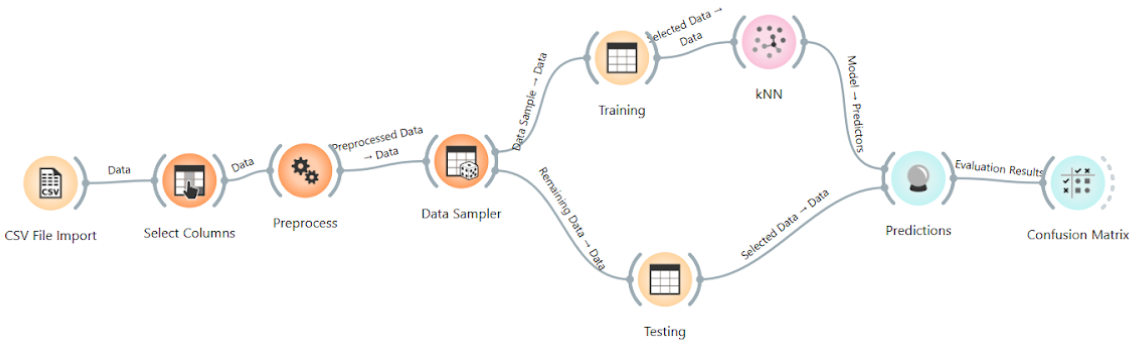 CSV
CSV File Import
Data
Select Columns
Data
Preprocess
Preprocessed Data
→ Data
Data Sampler
Data Sample → Data
Remaining Data → Data
Training
Selected Data →
Data
kNN
Model → Predictors
Testing
Selected Data → Data
Predictions
Evaluation Results
Confusion Matrix